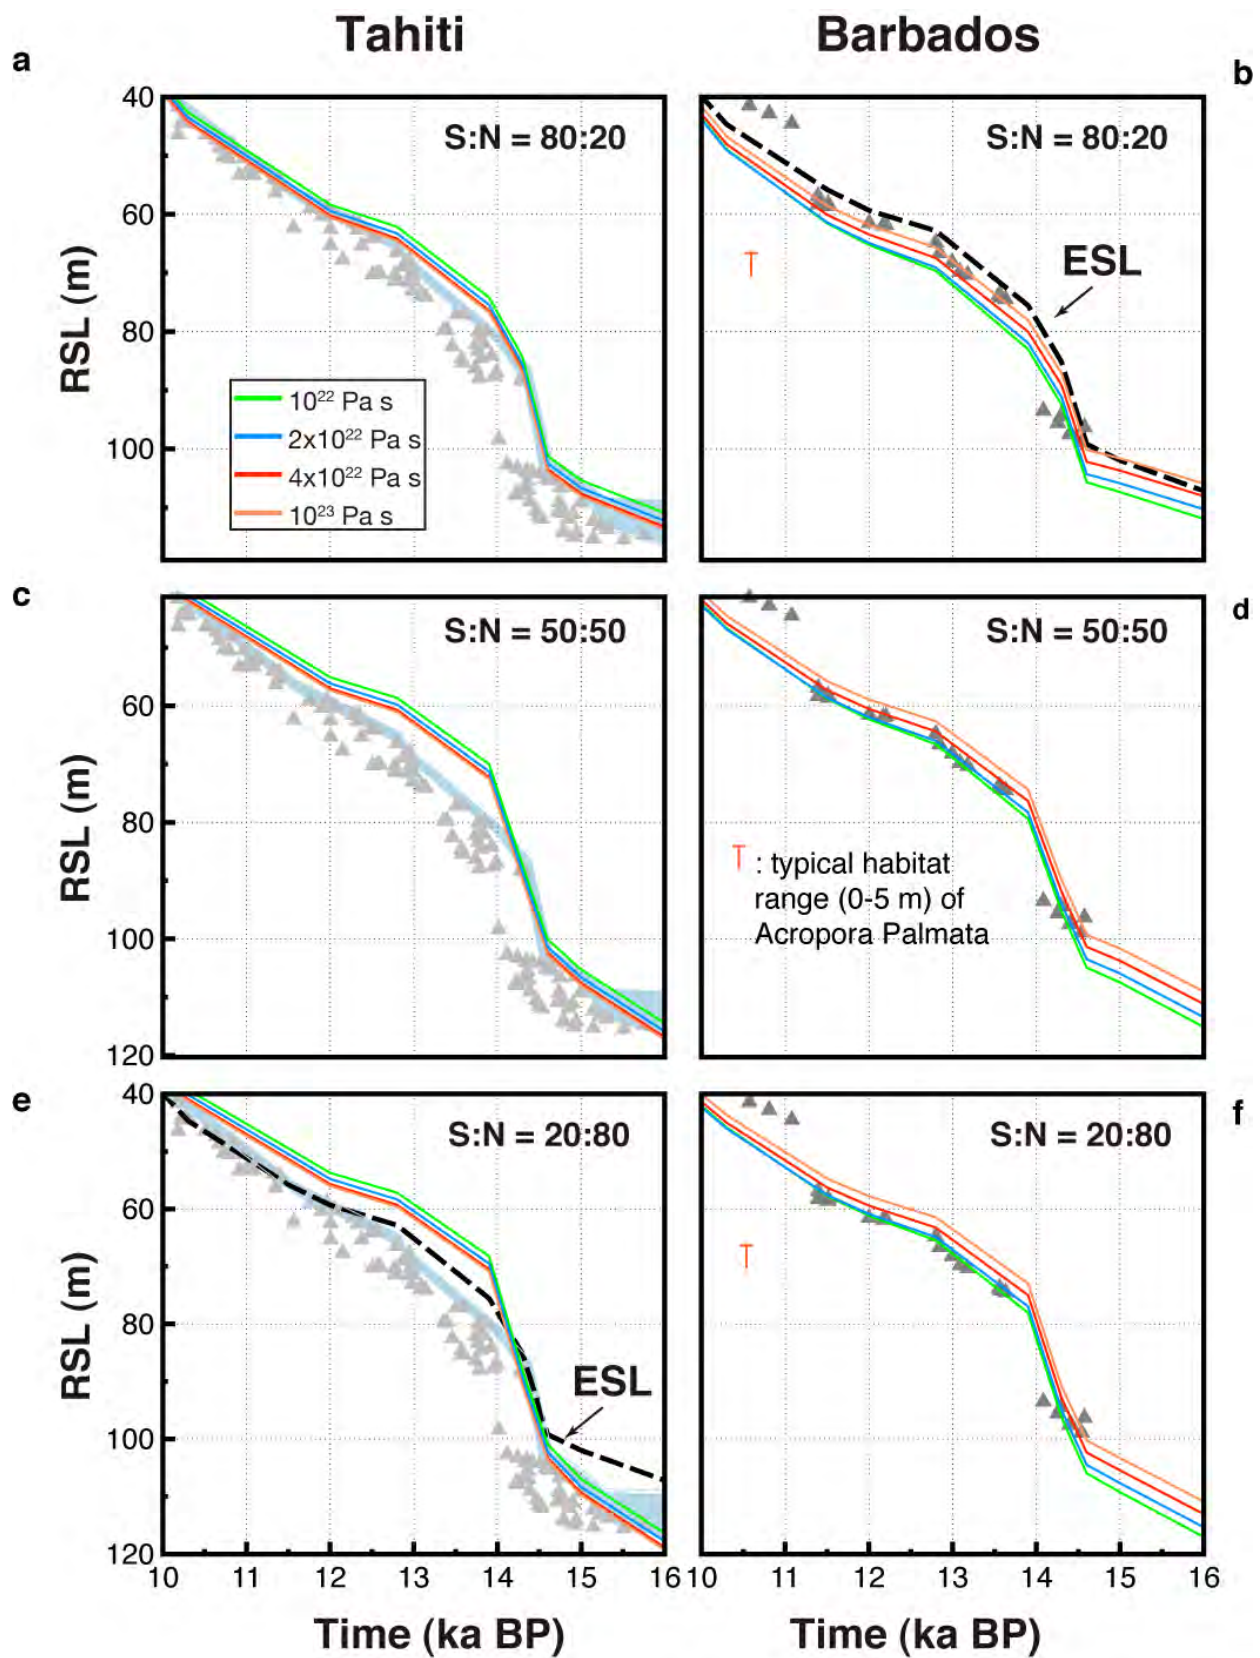 Tahiti
Barbados
a
b
40
60
80
100
RSL (m)
S:N = 80:20
10²² Pa s
2x10²² Pa s
4x10²² Pa s
10²³ Pa s
S:N = 80:20
ESL
c
d
60
80
100
120
RSL (m)
S:N = 50:50
S:N = 50:50
: typical habitat
range (0-5 m) of
Acropora Palmata
e
f
40
60
80
100
120
RSL (m)
S:N = 20:80
ESL
S:N = 20:80
10 11 12 13 14 15 16
10 11 12 13 14 15 16
Time (ka BP)
Time (ka BP)